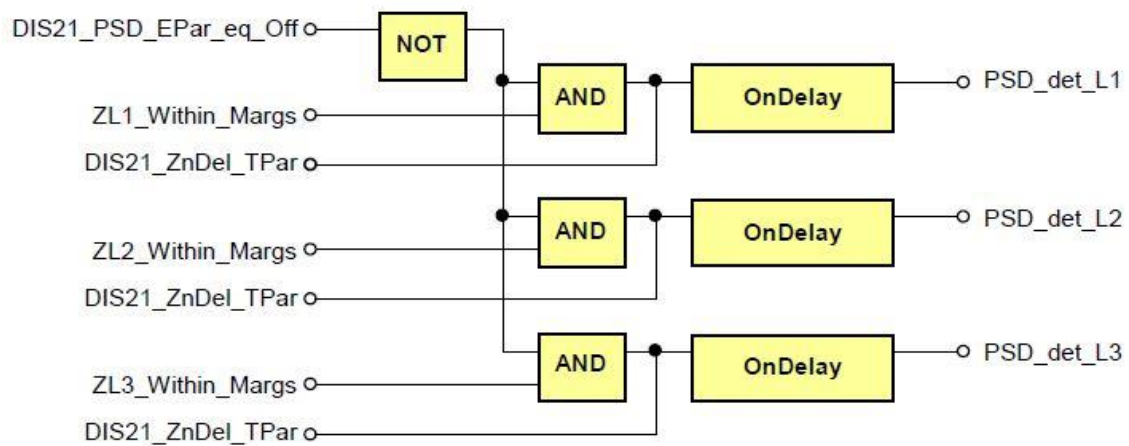 DIS21_PSD_EPar_eq_Off
NOT
AND
OnDelay
PSD_det_L1
ZL1_Within_Margs
DIS21_ZnDel_TPar
AND
OnDelay
PSD_det_L2
ZL2_Within_Margs
DIS21_ZnDel_TPar
AND
OnDelay
PSD_det_L3
ZL3_Within_Margs
DIS21_ZnDel_TPar